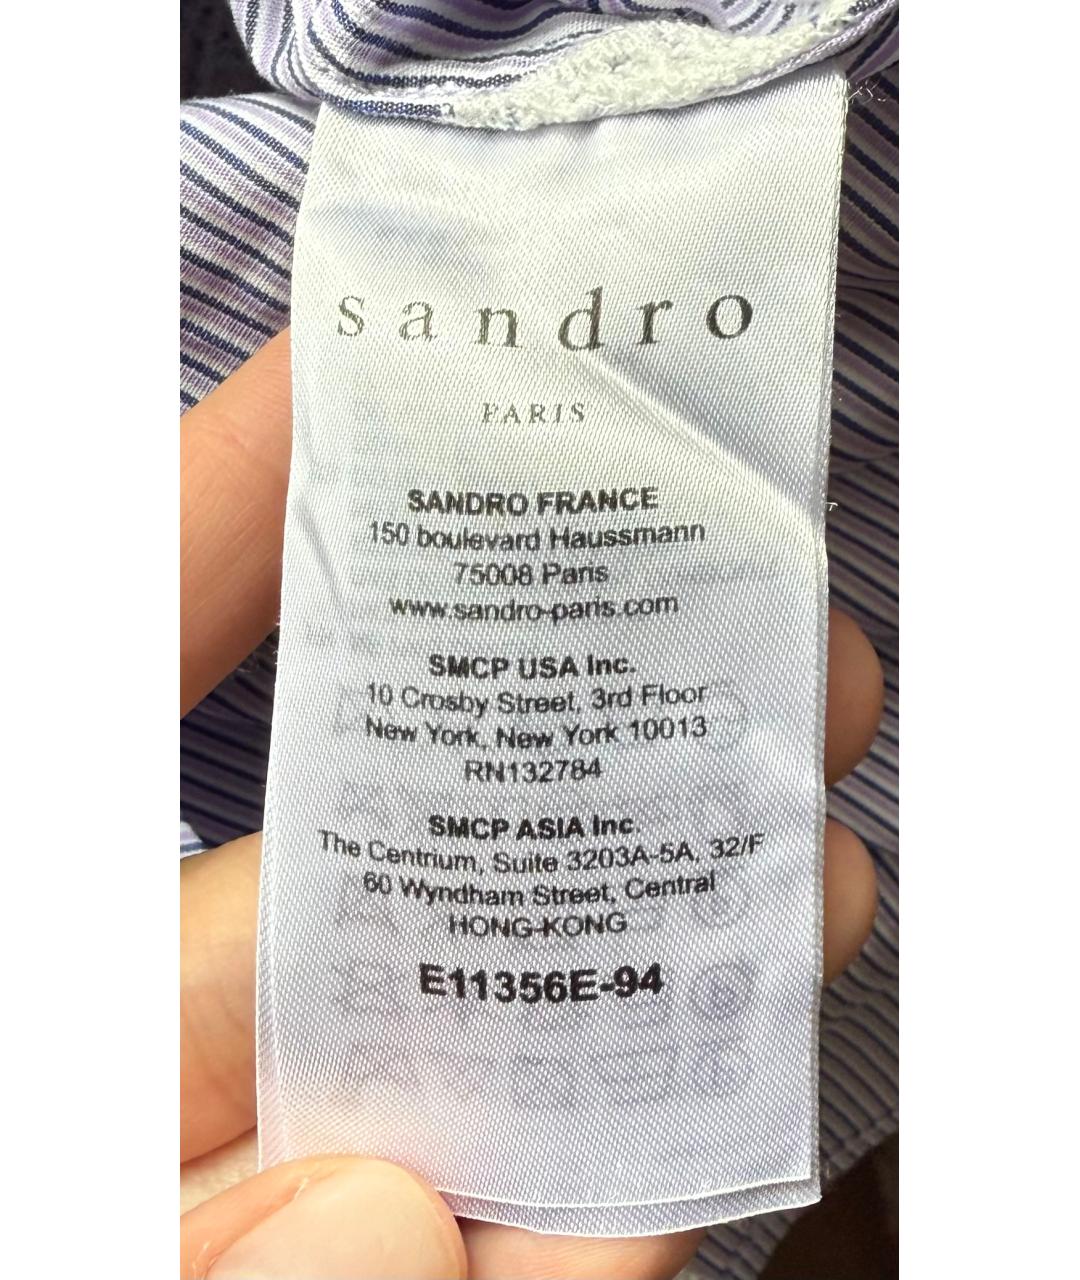 sandro
PARIS
SANDRO FRANCE
150 boulevard Haussmann
75008 Paris
www.sandro-paris.com
SMCP USA Inc.
10 Crosby Street, 3rd Floor
New York, New York 10013
RN132784
SMCP ASIA Inc.
The Centrium, Suite 3203A-5A, 32/F
60 Wyndham Street, Central
HONG-KONG
E11356E-94